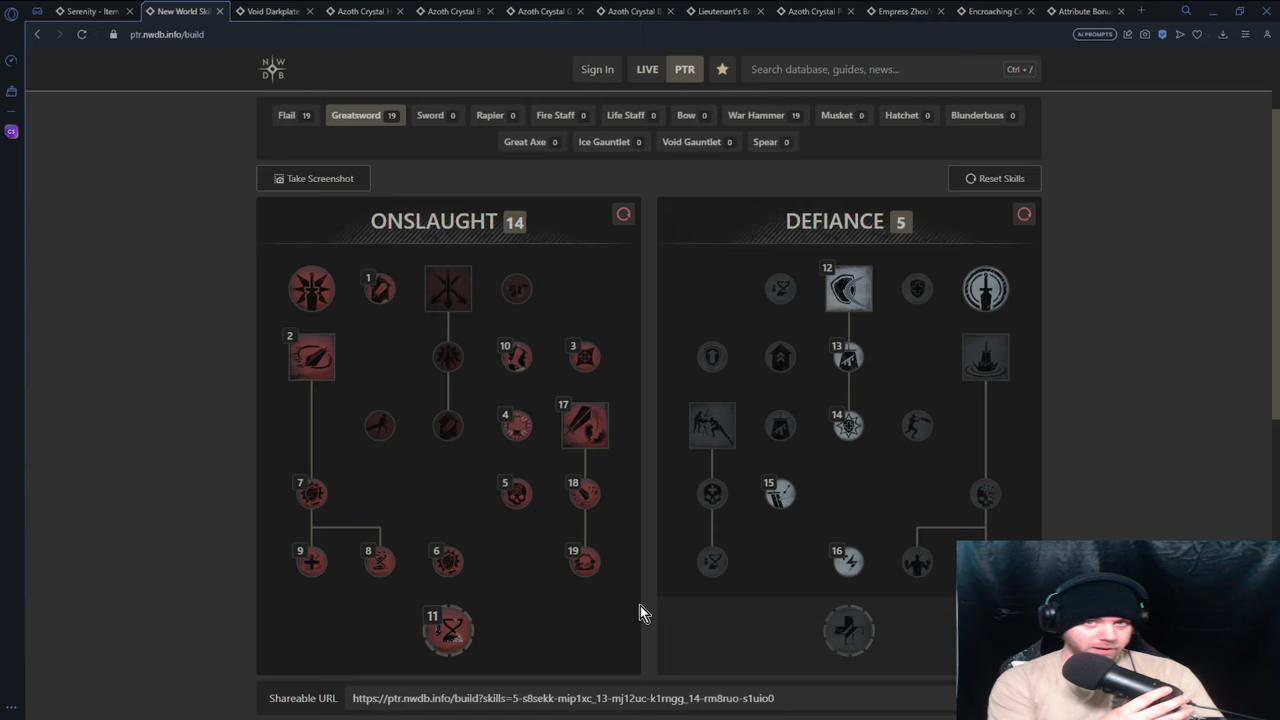 Serenity - Item
New World Ski
Void Darkplate
Azoth Crystal H
Azoth Crystal B
Azoth Crystal G
Azoth Crystal B
Lieutenant's Br
Azoth Crystal P
Empress Zhou'
Encroaching C
Attribute Bonu
ptr.nwdb.info/build
AI PROMPTS
CS
N
W
D
B
Sign In
LIVE
PTR
Search database, guides, news...
Ctrl + /
Flail 19
Greatsword 19
Sword 0
Rapier 0
Fire Staff 0
Life Staff 0
Bow 0
War Hammer 19
Musket 0
Hatchet 0
Blunderbuss 0
Great Axe 0
Ice Gauntlet 0
Void Gauntlet 0
Spear 0
Take Screenshot
Reset Skills
ONSLAUGHT 14
DEFIANCE 5
1
12
2
10
3
13
4
17
14
7
5
18
15
9
8
6
19
16
11
Shareable URL
https://ptr.nwdb.info/build?skills=5-s8sekk-mip1xc_13-mj12uc-k1rngg_14-rm8ruo-s1uio0